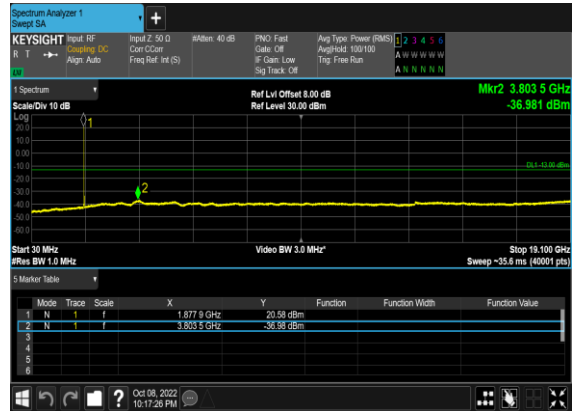 Spectrum Analyzer 1
Swept SA
+
KEYSIGHT Input: RF Input Z: 50 Ω #Atten: 40 dB PNO: Fast Avg Type: Power (RMS) 1 2 3 4 5 6
R T Coupling: DC Corr CCorr Gate: Off Avg|Hold: 100/100 A W W W W W
Align: Auto Freq Ref: Int (S) IF Gain: Low Trig: Free Run
Sig Track: Off A N N N N N
1 Spectrum Ref Lvl Offset 8.00 dB Mkr2 3.803 5 GHz
Scale/Div 10 dB Ref Level 30.00 dBm -36.981 dBm
Log
20.0
10.0
0.00
-10.0
-20.0
-30.0
-40.0
-50.0
-60.0
1
2
DL1 -13.00 dBm
Start 30 MHz Video BW 3.0 MHz* Stop 19.100 GHz
#Res BW 1.0 MHz Sweep ~35.6 ms (40001 pts)
5 Marker Table
Mode Trace Scale X Y Function Function Width Function Value
1 N 1 f 1.877 9 GHz 20.58 dBm
2 N 1 f 3.803 5 GHz -36.98 dBm
3
4
5
6
? Oct 08, 2022
10:17:26 PM